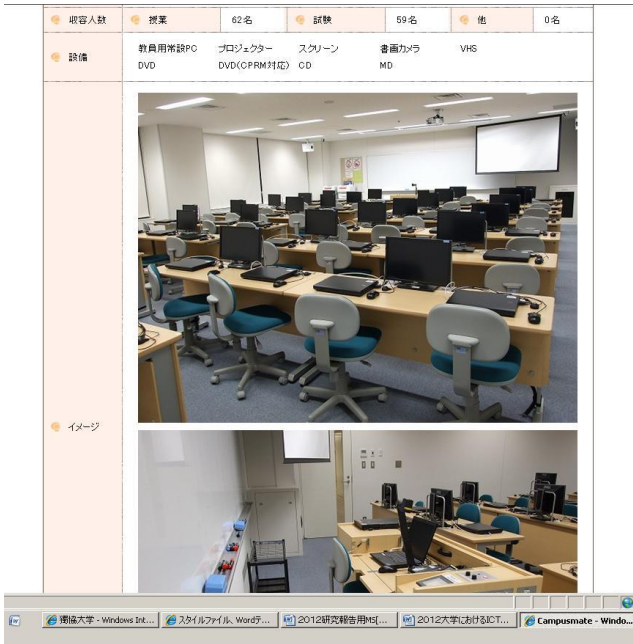 収容人数 授業 62名 試験 59名 他 0名
設備 教員用常設PC プロジェクター スクリーン 書画カメラ VHS
DVD DVD(CPRM対応) CD MD
イメージ
獨協大学 - Windows Int... スタイルファイル、Wordテ... 2012研究報告用MS[... 2012大学におけるICT... Campusmate - Windo...